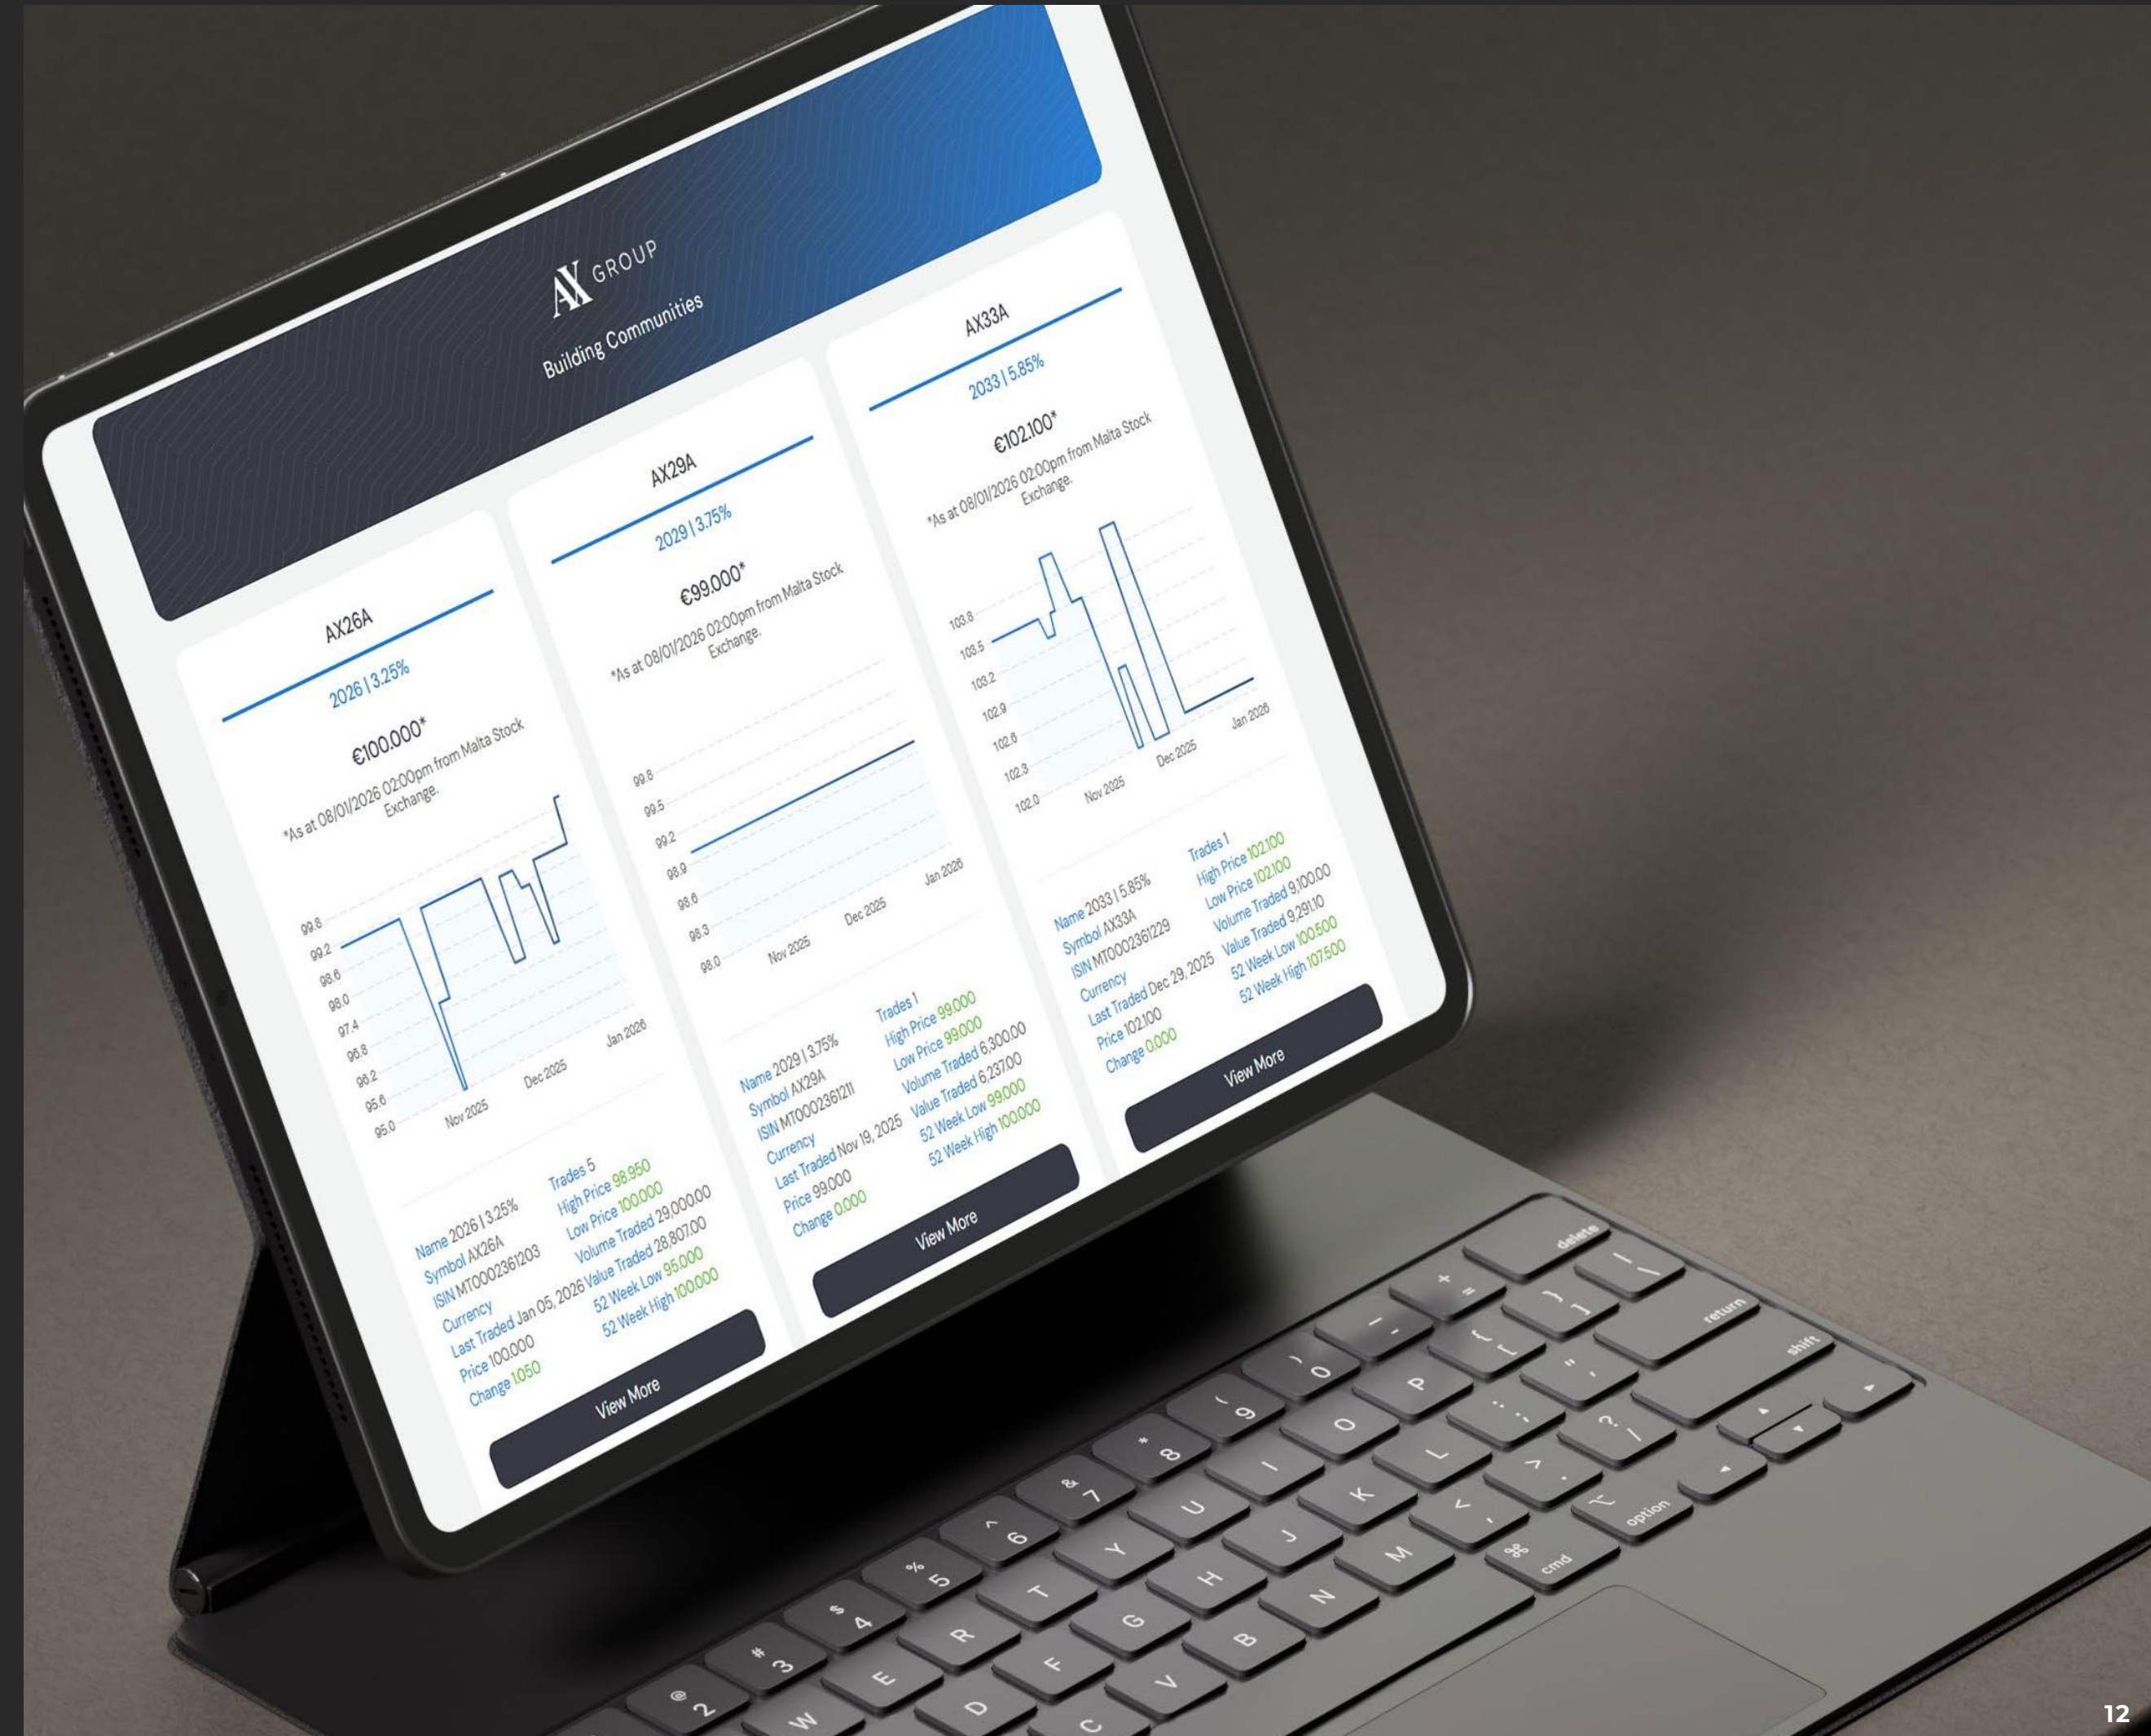 AX GROUP
Building Communities
AX26A
2026 | 3.25%
€100.000*
*As at 08/01/2026 02:00pm from Malta Stock
Exchange.
99.8
99.2
98.6
98.0
97.4
96.8
96.2
95.6
95.0
Nov 2025
Dec 2025
Jan 2026
Name 2026 | 3.25%
Symbol AX26A
ISIN MT0002361203
Currency
Last Traded Jan 05, 2026
Price 100.000
Change 1.050
Trades 5
High Price 98.950
Low Price 100.000
Volume Traded 29,000.00
Value Traded 28,807.00
52 Week Low 95.000
52 Week High 100.000
View More
AX29A
2029 | 3.75%
€99.000*
*As at 08/01/2026 02:00pm from Malta Stock
Exchange.
99.8
99.5
99.2
98.9
98.6
98.3
98.0
Nov 2025
Dec 2025
Jan 2026
Name 2029 | 3.75%
Symbol AX29A
ISIN MT0002361211
Currency
Last Traded Nov 19, 2025
Price 99.000
Change 0.000
Trades 1
High Price 99.000
Low Price 99.000
Volume Traded 6,300.00
Value Traded 6,237.00
52 Week Low 99.000
52 Week High 100.000
View More
AX33A
2033 | 5.85%
€102.100*
*As at 08/01/2026 02:00pm from Malta Stock
Exchange.
103.8
103.5
103.2
102.9
102.6
102.3
102.0
Nov 2025
Dec 2025
Jan 2026
Name 2033 | 5.85%
Symbol AX33A
ISIN MT0002361229
Currency
Last Traded Dec 29, 2025
Price 102.100
Change 0.000
Trades 1
High Price 102.100
Low Price 102.100
Volume Traded 9,100.00
Value Traded 9,291.10
52 Week Low 100.500
52 Week High 107.500
View More
@ 2 # 3 $ 4 % 5 ^ 6 & 7 * 8 ( 9 ) 0 _ - + = delete
W E R T Y U I O P { [ } ] | \
D F G H J K L : ; " ' return
C V B N M < , > . ? / shift
⌘ cmd ⌥ option ◀ ▲ ▼ ▶
12